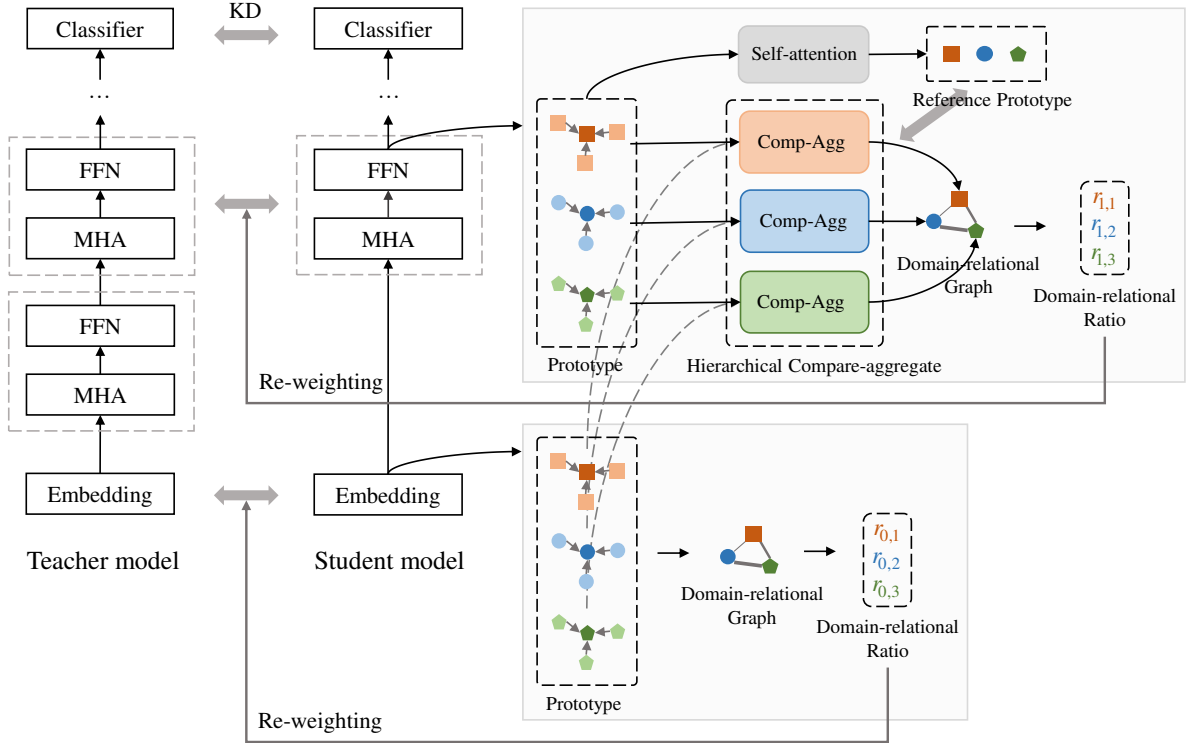 KD
Classifier
Classifier
Self-attention
...
...
Reference Prototype
FFN
FFN
Comp-Agg
MHA
MHA
Comp-Agg
r1,1
r1,2
r1,3
Domain-relational
Graph
FFN
Comp-Agg
Domain-relational
Ratio
MHA
Prototype
Hierarchical Compare-aggregate
Re-weighting
Embedding
Embedding
Teacher model
Student model
r0,1
r0,2
r0,3
Domain-relational
Graph
Domain-relational
Ratio
Prototype
Re-weighting